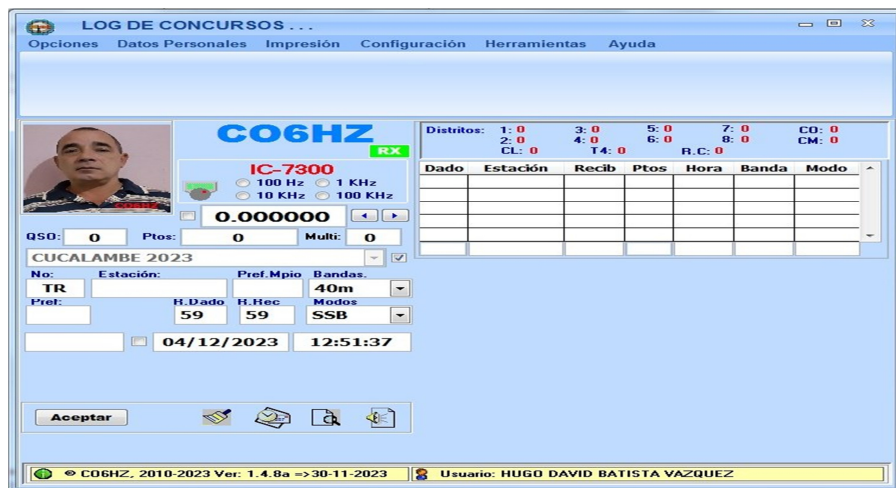 LOG DE CONCURSOS . . .
Opciones Datos Personales Impresión Configuración Herramientas Ayuda
CO6HZ
RX
IC-7300
100 Hz 1 KHz
10 KHz 100 KHz
CO6HZ
0.000000
QSO: 0 Ptos: 0 Multi: 0
CUCALAMBE 2023
No: Estación: Pref.Mpio Bandas.
TR 40m
Pref: R.Dado R.Rec Modos
59 59 SSB
04/12/2023 12:51:37
Aceptar
Distritos: 1: 0 3: 0 5: 0 7: 0 CO: 0
2: 0 4: 0 6: 0 8: 0 CM: 0
CL: 0 T4: 0 R.C: 0
Dado Estación Recib Ptos Hora Banda Modo
© CO6HZ, 2010-2023 Ver: 1.4.8a =>30-11-2023 Usuario: HUGO DAVID BATISTA VAZQUEZ